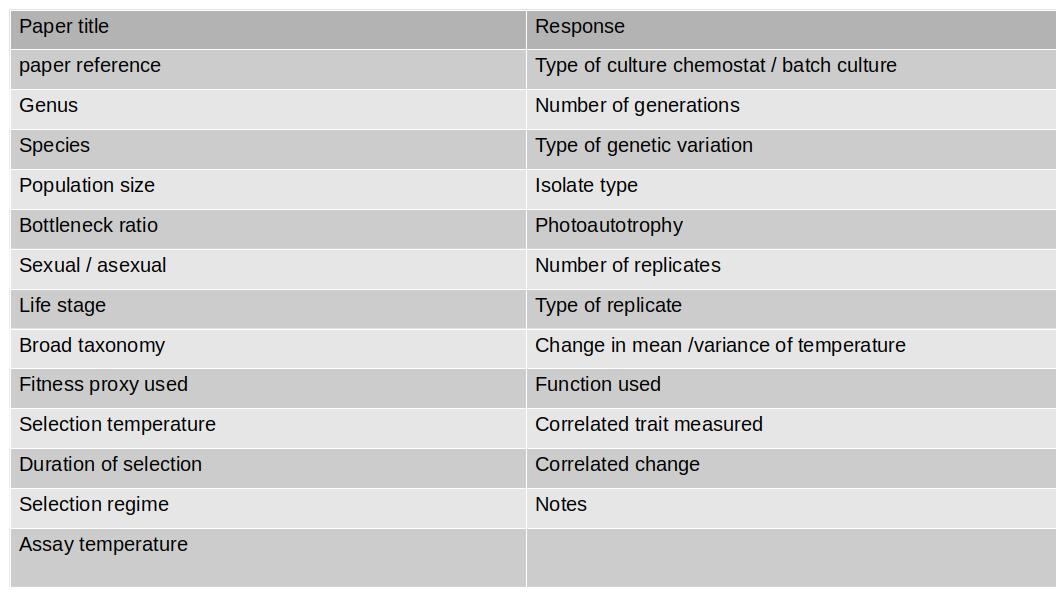 Paper title
Response
paper reference
Type of culture chemostat / batch culture
Genus
Number of generations
Species
Type of genetic variation
Population size
Isolate type
Bottleneck ratio
Photoautotrophy
Sexual / asexual
Number of replicates
Life stage
Type of replicate
Broad taxonomy
Change in mean /variance of temperature
Fitness proxy used
Function used
Selection temperature
Correlated trait measured
Duration of selection
Correlated change
Selection regime
Notes
Assay temperature